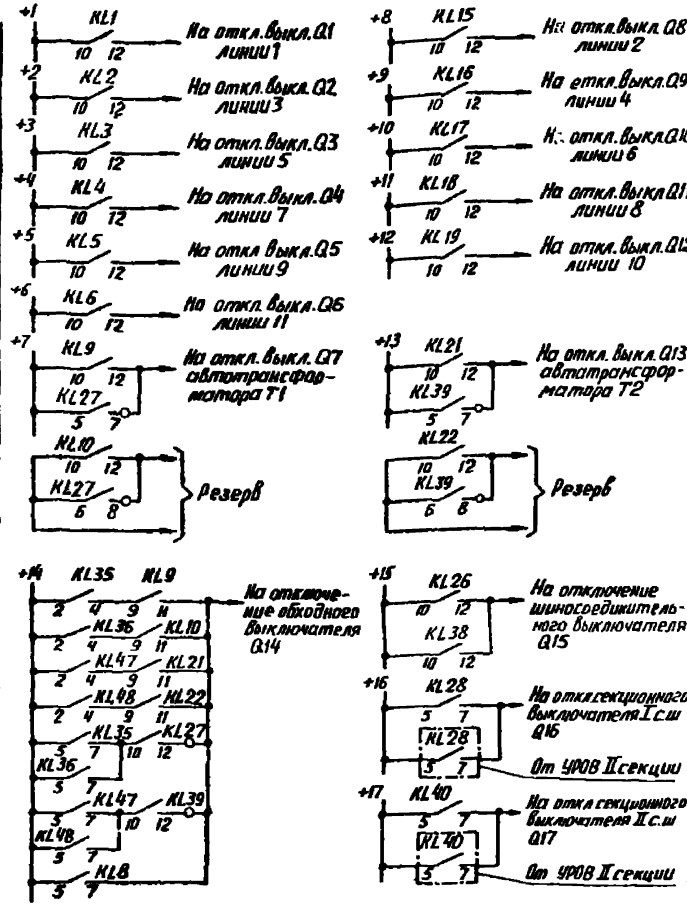 +1 KL1 10 12 На откл. выкл. Q1 линии 1
+2 KL2 10 12 На откл. выкл. Q2 линии 3
+3 KL3 10 12 На откл. выкл. Q3 линии 5
+4 KL4 10 12 На откл. выкл. Q4 линии 7
+5 KL5 10 12 На откл выкл. Q5 линии 9
+6 KL6 10 12 На откл. выкл. Q6 линии 11
+7 KL9 10 12 На откл. выкл. Q7
автотрансфор-
матора Т1
KL27 5 7
KL10 10 12
KL27 6 8
Резерв
+8 KL15 10 12 На откл. выкл. Q8 линии 2
+9 KL16 10 12 На еткл. выкл. Q9 линии 4
+10 KL17 10 12 откл. выкл. линии 6
+11 KL18 10 12 На откл. выкл. линии 8
+12 KL19 10 12 На откл. выкл. линии 10
+13 KL21 10 12 На откл. выкл. Q13
автатрансфор-
матора Т2
KL39 5 7
KL22 10 12
KL39 6 8
Резерв
+14 KL35 2 4 KL9 9 11
На отключе-
ние обходного
выключателя
Q14
KL36 2 4 KL10 9 11
KL47 2 4 KL21 9 11
KL48 2 4 KL22 9 11
KL35 5 7 KL27 10 12
KL36 5 7
KL47 5 7 KL39 10 12
KL48 5 7
KL8 5 7
+15 KL26 10 12
KL38 10 12
На отключение
шиносоедикитель-
ного выключателя
Q15
+16 KL28 5 7
На откл.секционного
выключателя I с.ш
Q16
KL28 5 7
От УРОВ II секции
+17 KL40 5 7
На откл секционного
выключателя II с.ш
Q17
KL40 5 7
От УРОВ II секции